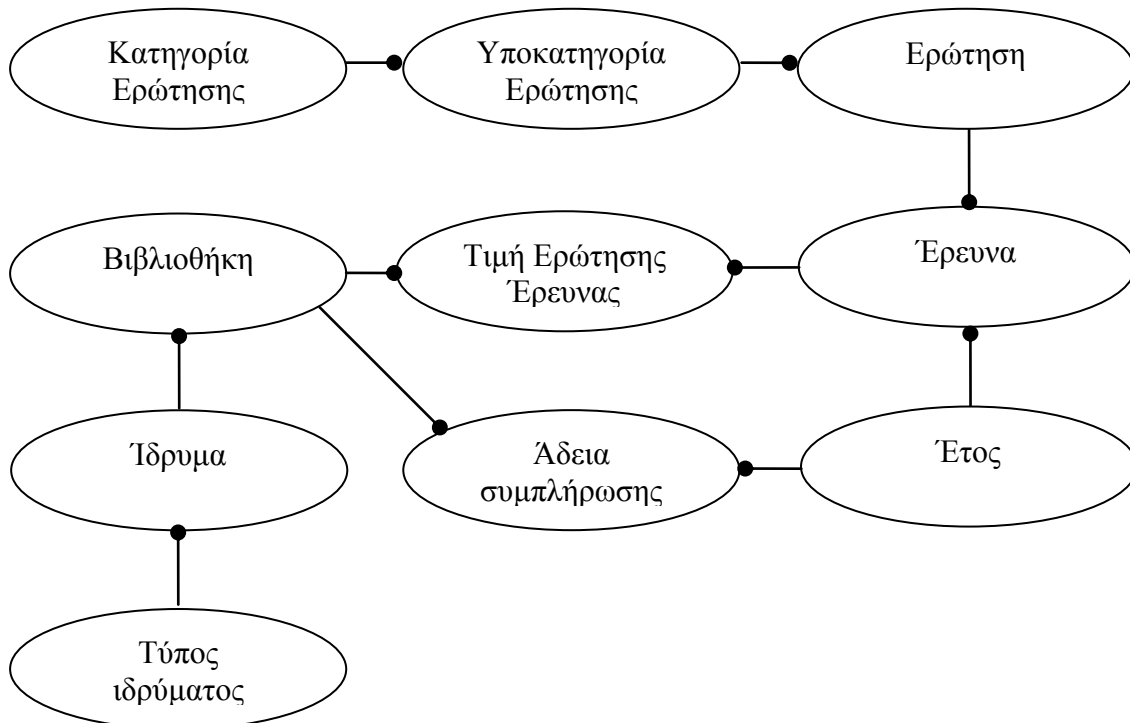 Κατηγορία
Ερώτησης
Υποκατηγορία
Ερώτησης
Ερώτηση
Βιβλιοθήκη
Τιμή Ερώτησης
Έρευνας
Έρευνα
Ίδρυμα
Άδεια
συμπλήρωσης
Έτος
Τύπος
ιδρύματος